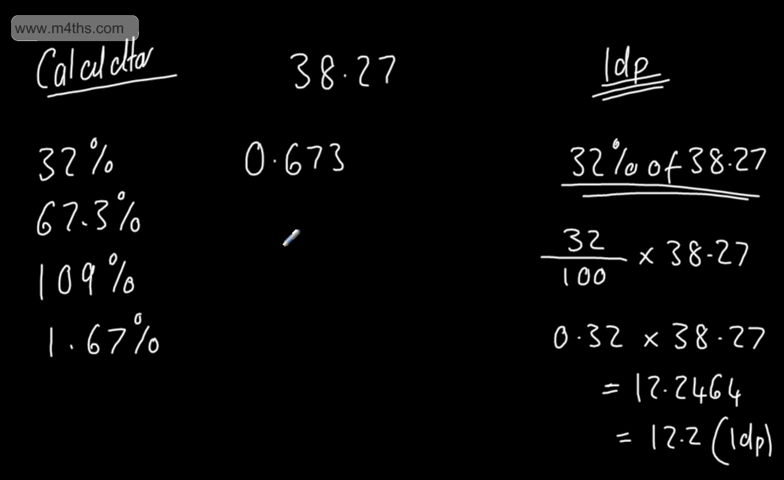 www.m4ths.com
Calculator
38.27
1dp
32%
0.673
67.3%
109%
1.67%
32% of 38.27
32
100
× 38.27
0.32 × 38.27
= 12.2464
= 12.2 (1dp)